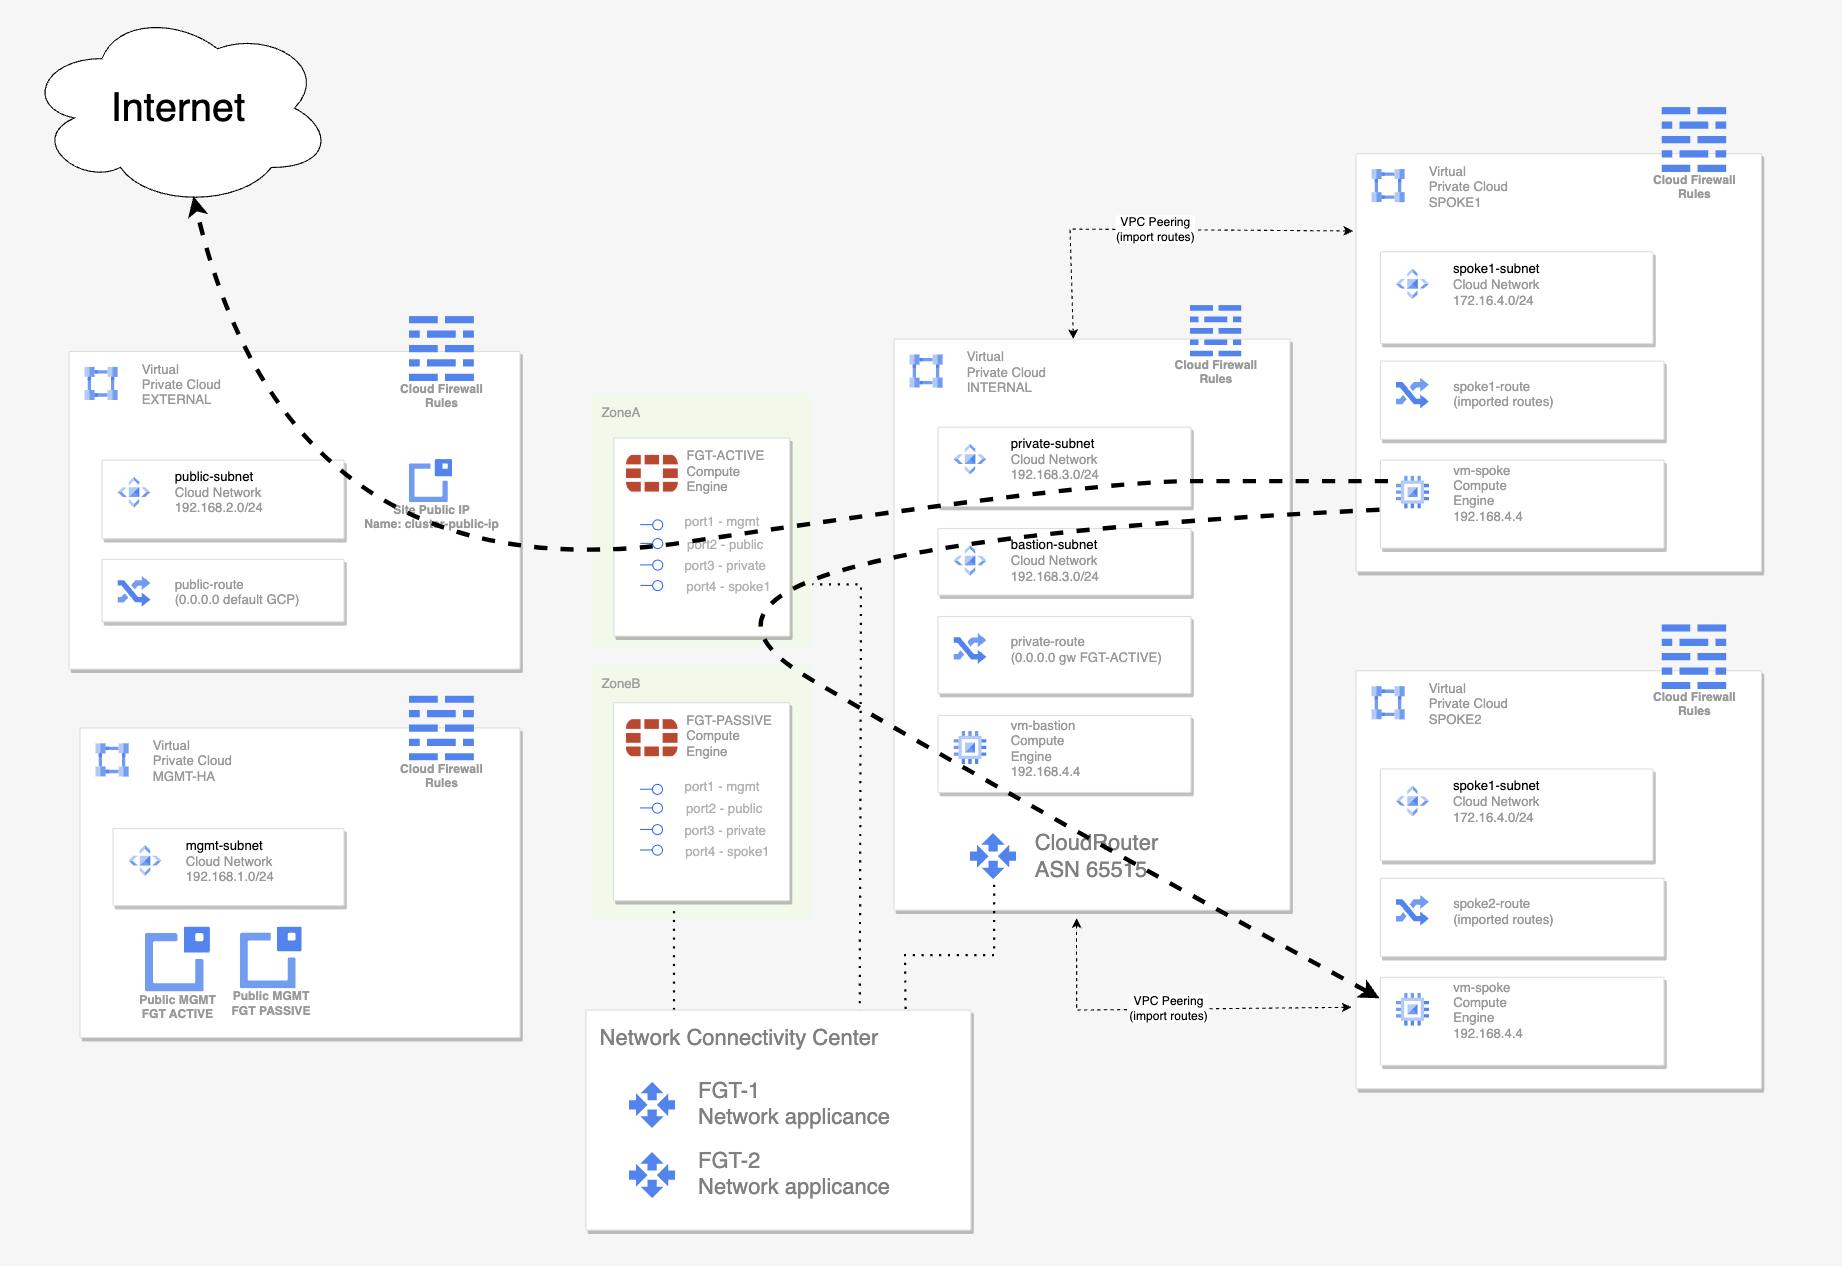 Internet
Virtual
Private Cloud
EXTERNAL
Cloud Firewall
Rules
public-subnet
Cloud Network
192.168.2.0/24
Site Public IP
Name: cluster-public-ip
public-route
(0.0.0.0 default GCP)
Virtual
Private Cloud
MGMT-HA
Cloud Firewall
Rules
mgmt-subnet
Cloud Network
192.168.1.0/24
Public MGMT
FGT ACTIVE
Public MGMT
FGT PASSIVE
ZoneA
FGT-ACTIVE
Compute
Engine
port1 - mgmt
port2 - public
port3 - private
port4 - spoke1
ZoneB
FGT-PASSIVE
Compute
Engine
port1 - mgmt
port2 - public
port3 - private
port4 - spoke1
Network Connectivity Center
FGT-1
Network applicance
FGT-2
Network applicance
VPC Peering
(import routes)
Virtual
Private Cloud
INTERNAL
Cloud Firewall
Rules
private-subnet
Cloud Network
192.168.3.0/24
bastion-subnet
Cloud Network
192.168.3.0/24
private-route
(0.0.0.0 gw FGT-ACTIVE)
vm-bastion
Compute
Engine
192.168.4.4
CloudRouter
ASN 65515
VPC Peering
(import routes)
Virtual
Private Cloud
SPOKE1
Cloud Firewall
Rules
spoke1-subnet
Cloud Network
172.16.4.0/24
spoke1-route
(imported routes)
vm-spoke
Compute
Engine
192.168.4.4
Virtual
Private Cloud
SPOKE2
Cloud Firewall
Rules
spoke1-subnet
Cloud Network
172.16.4.0/24
spoke2-route
(imported routes)
vm-spoke
Compute
Engine
192.168.4.4